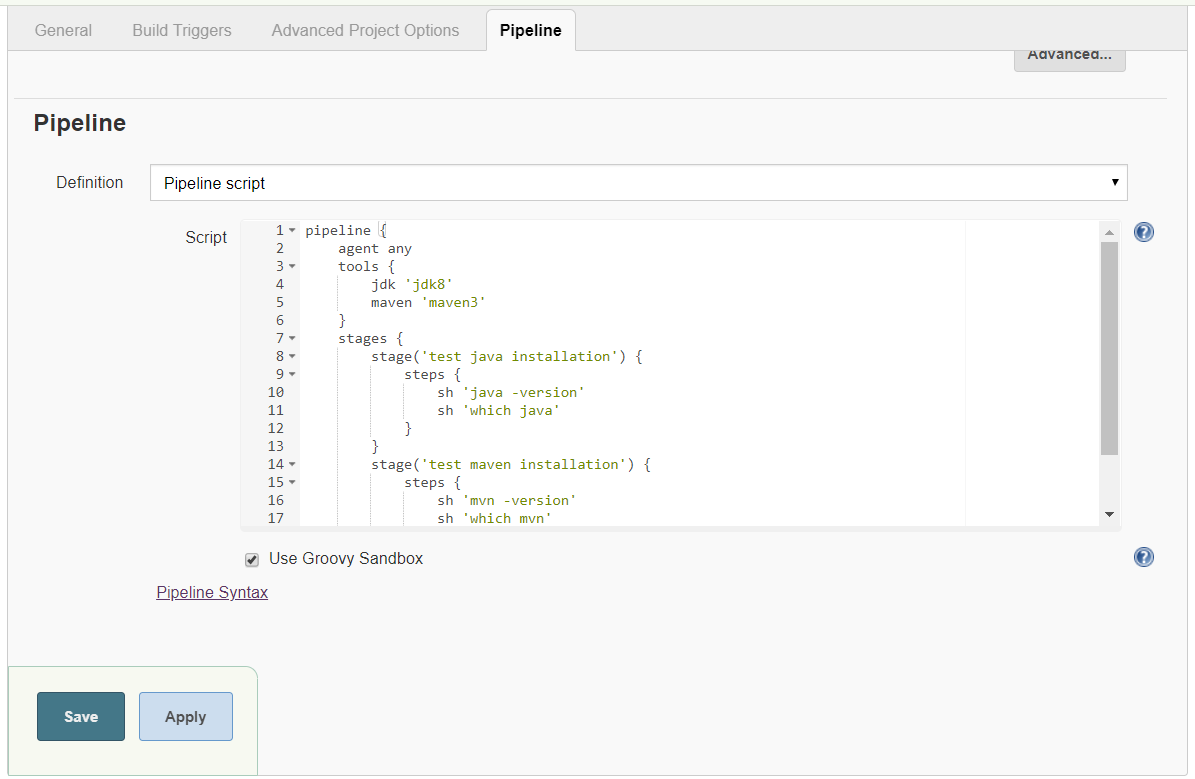 General Build Triggers Advanced Project Options Pipeline
Advanced...
Pipeline
Definition Pipeline script
Script
1 pipeline {
2     agent any
3     tools {
4         jdk 'jdk8'
5         maven 'maven3'
6     }
7     stages {
8         stage('test java installation') {
9             steps {
10                 sh 'java -version'
11                 sh 'which java'
12             }
13         }
14         stage('test maven installation') {
15             steps {
16                 sh 'mvn -version'
17                 sh 'which mvn'
Use Groovy Sandbox
Pipeline Syntax
Save Apply